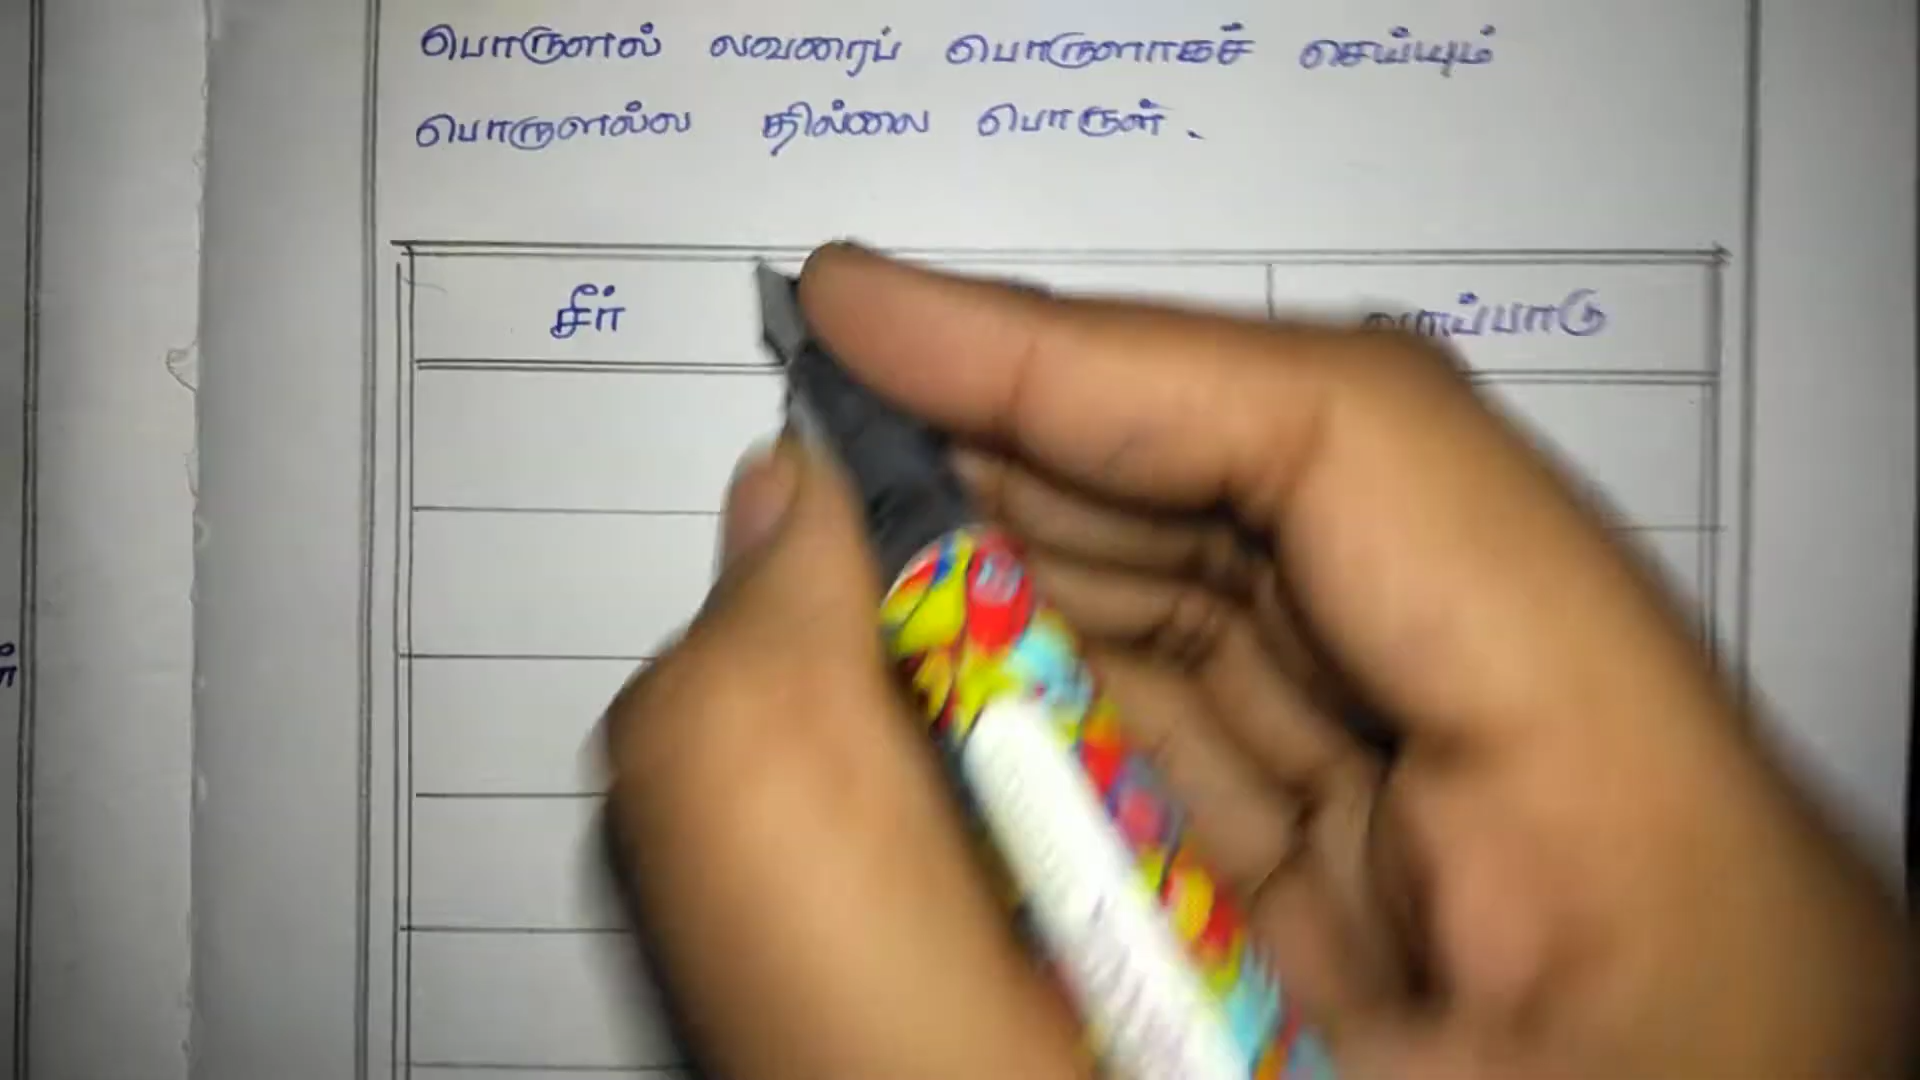 பொருளல் லவரைப் பொருளாகச் செய்யும்
பொருளல்ல தில்லை பொருள்.
சீர்